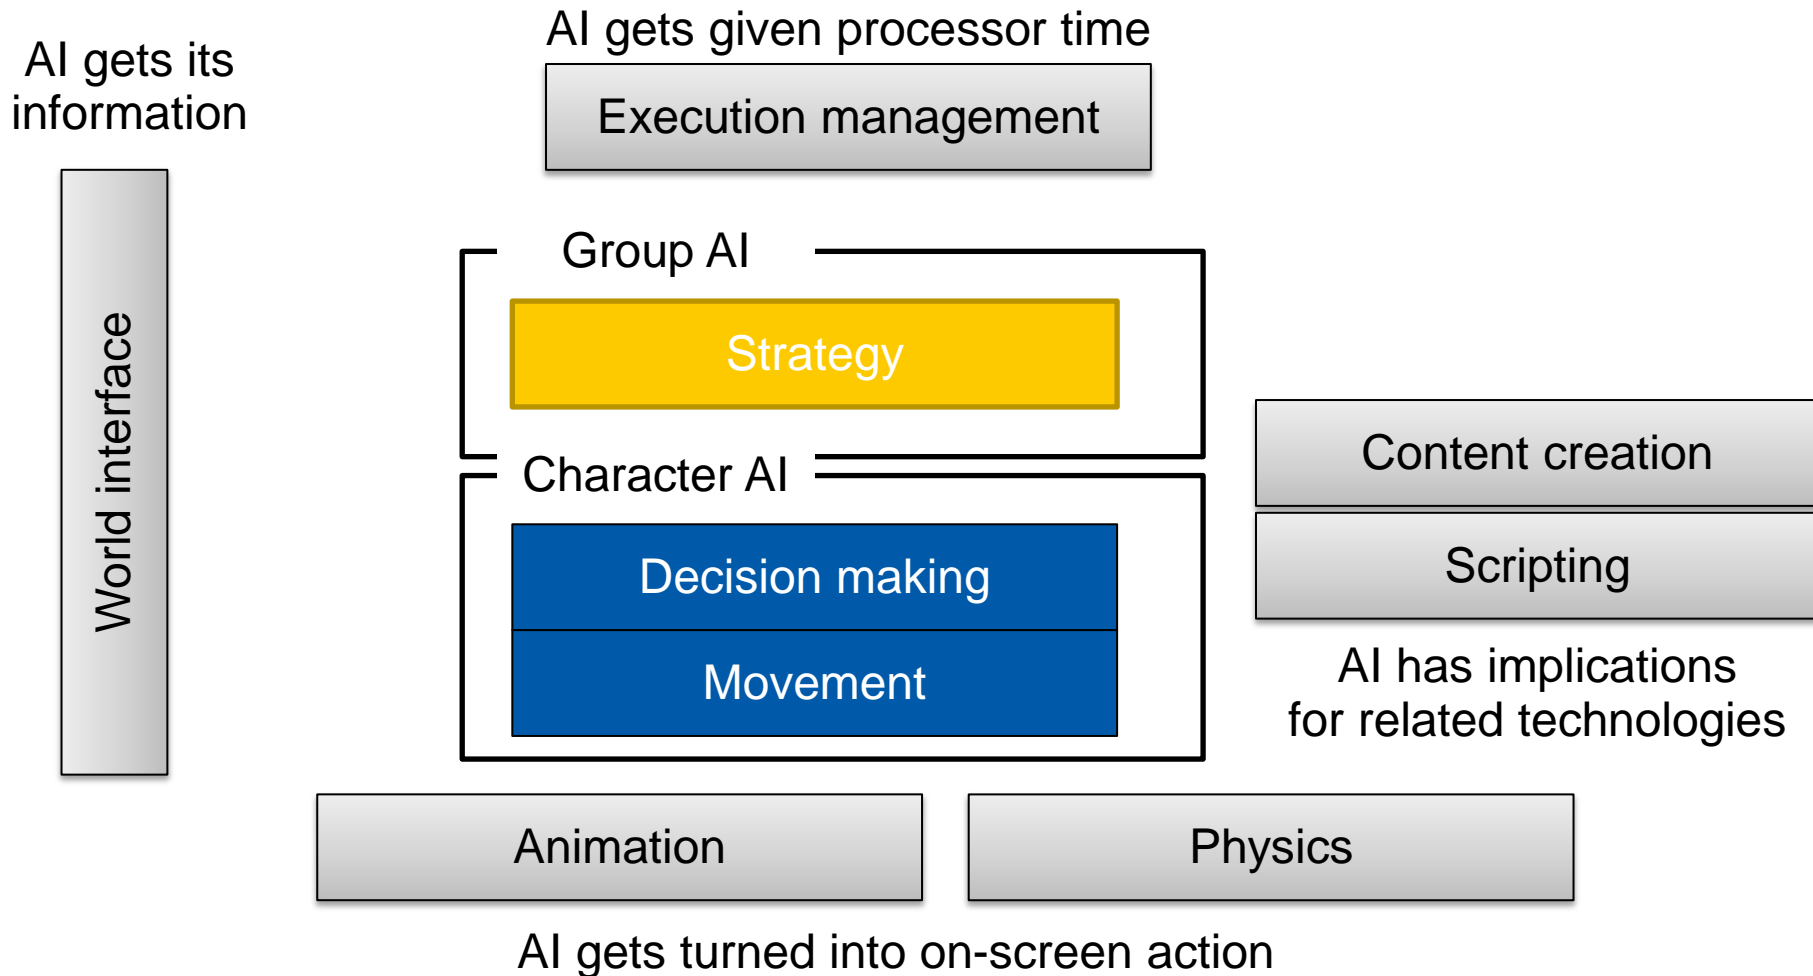 AI gets its
information
World interface
AI gets given processor time
Execution management
Group AI
Strategy
Character AI
Decision making
Movement
Content creation
Scripting
AI has implications
for related technologies
Animation
Physics
AI gets turned into on-screen action